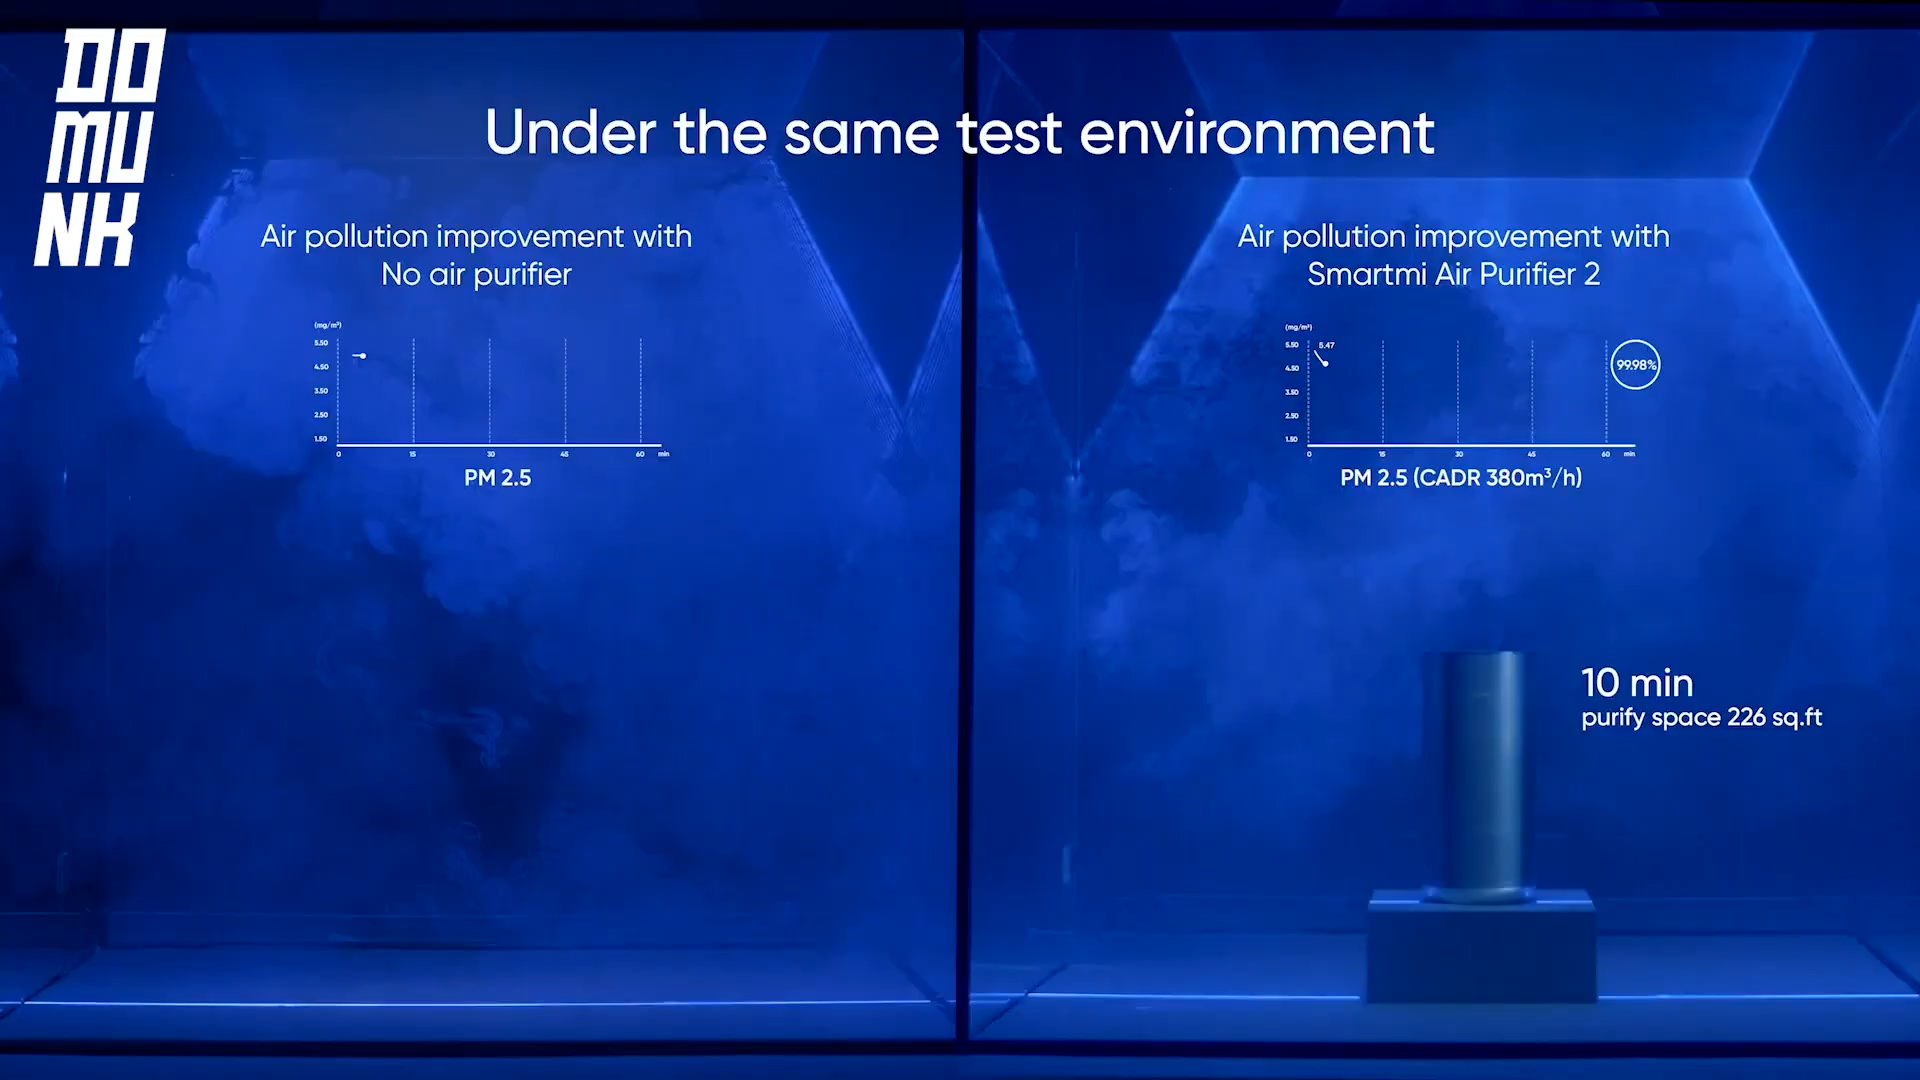 DO
MU
NK
Under the same test environment
Air pollution improvement with
No air purifier
(mg/m³)
5.50
4.50
3.50
2.50
1.50
0 15 30 45 60 min
PM 2.5
Air pollution improvement with
Smartmi Air Purifier 2
(mg/m³)
5.50
5.47
4.50
3.50
2.50
1.50
99.98%
0 15 30 45 60 min
PM 2.5 (CADR 380m³/h)
10 min
purify space 226 sq.ft